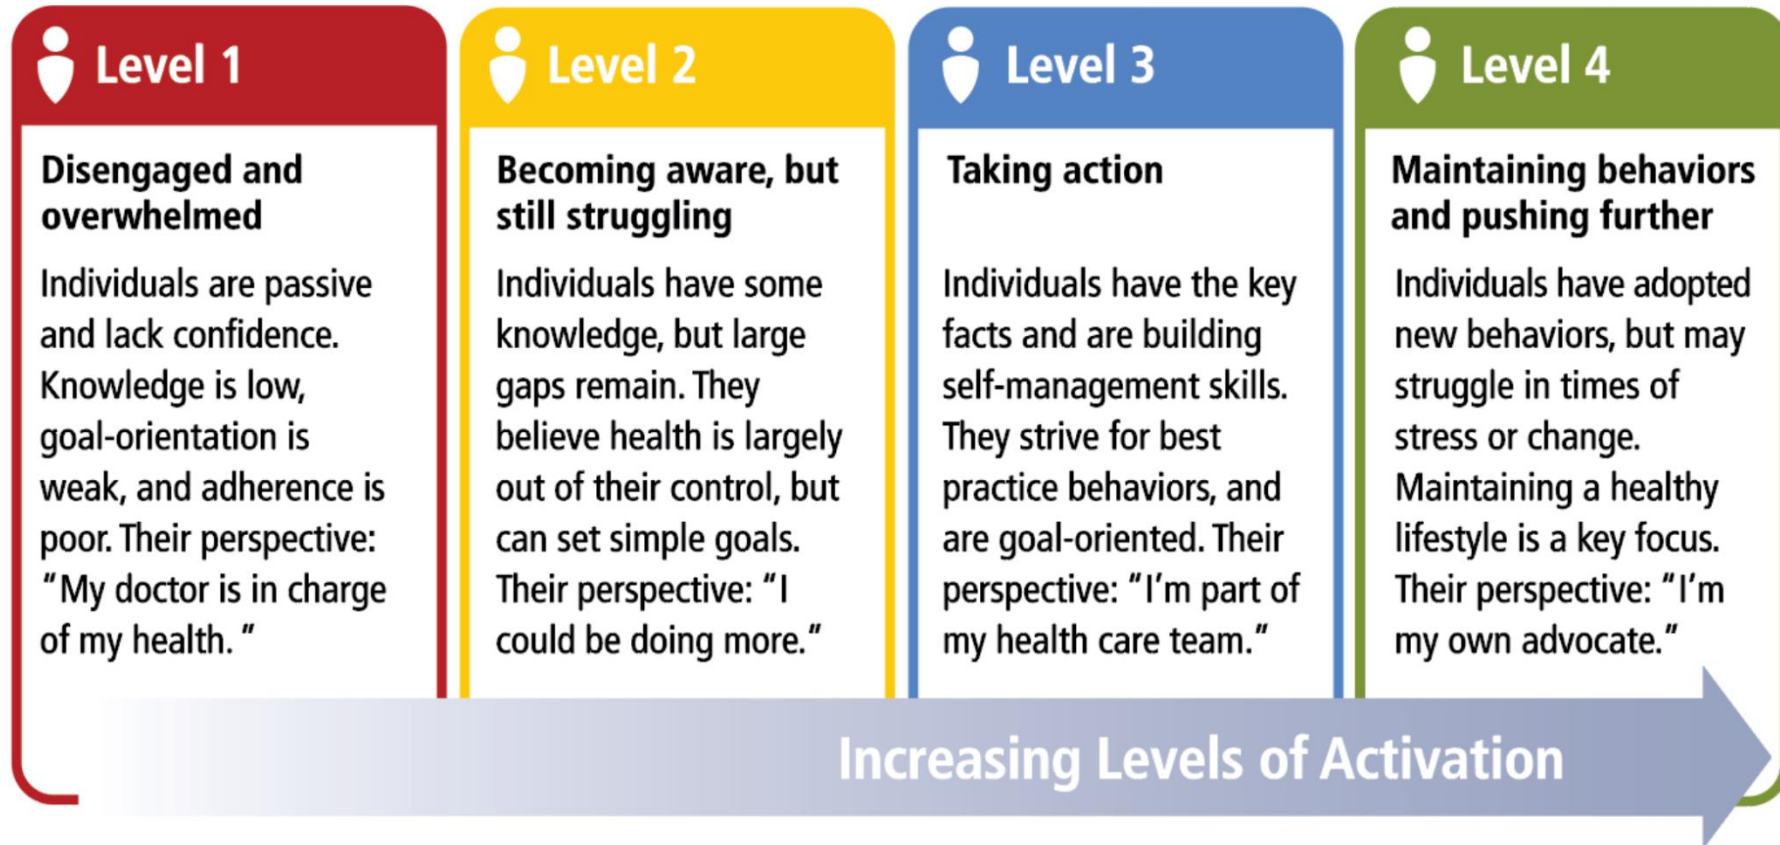 Level 1
Disengaged and
overwhelmed
Individuals are passive
and lack confidence.
Knowledge is low,
goal-orientation is
weak, and adherence is
poor. Their perspective:
"My doctor is in charge
of my health. "
Level 2
Becoming aware, but
still struggling
Individuals have some
knowledge, but large
gaps remain. They
believe health is largely
out of their control, but
can set simple goals.
Their perspective: "I
could be doing more."
Level 3
Taking action
Individuals have the key
facts and are building
self-management skills.
They strive for best
practice behaviors, and
are goal-oriented. Their
perspective: "I'm part of
my health care team."
Level 4
Maintaining behaviors
and pushing further
Individuals have adopted
new behaviors, but may
struggle in times of
stress or change.
Maintaining a healthy
lifestyle is a key focus.
Their perspective: "I'm
my own advocate."
Increasing Levels of Activation